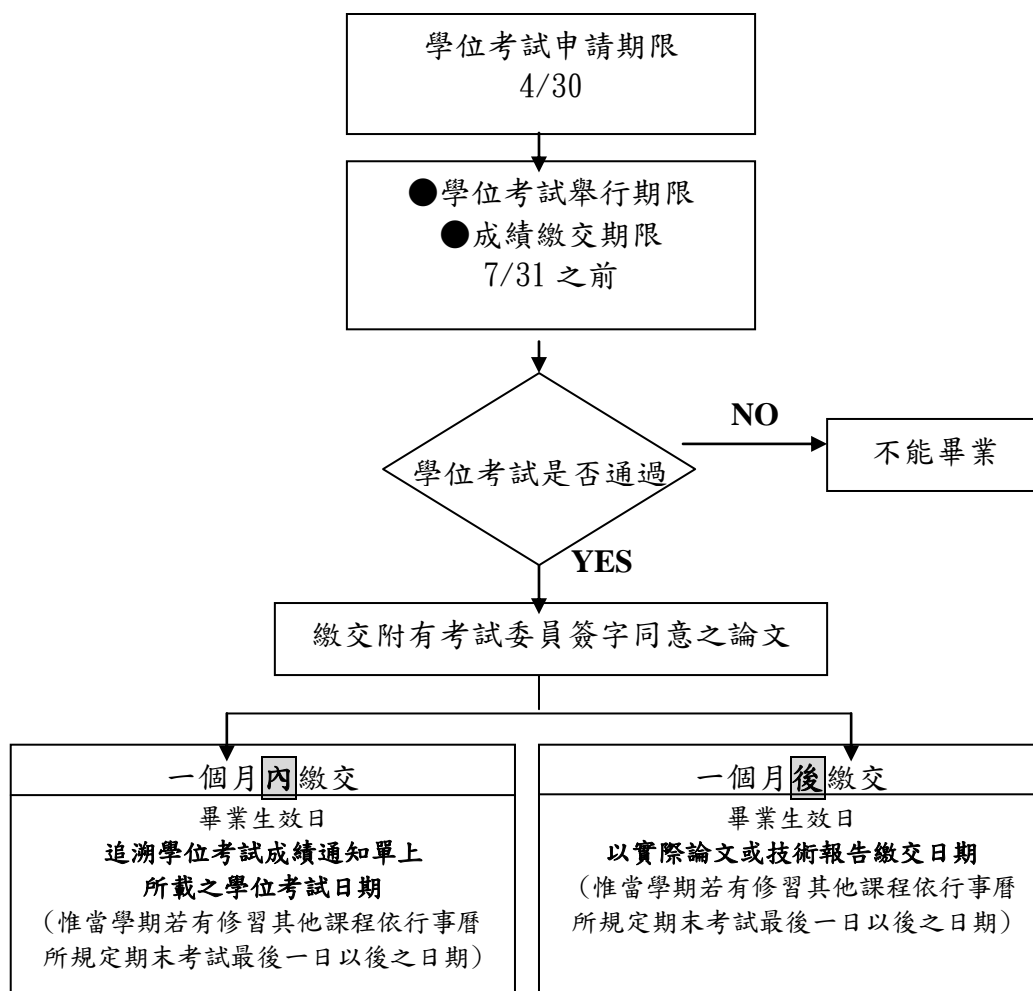 學位考試申請期限
4/30
●學位考試舉行期限
●成績繳交期限
7/31 之前
學位考試是否通過
NO
不能畢業
YES
繳交附有考試委員簽字同意之論文
一個月內繳交
畢業生效日
追溯學位考試成績通知單上
所載之學位考試日期
（惟當學期若有修習其他課程依行事曆
所規定期末考試最後一日以後之日期）
一個月後繳交
畢業生效日
以實際論文或技術報告繳交日期
（惟當學期若有修習其他課程依行事曆
所規定期末考試最後一日以後之日期）